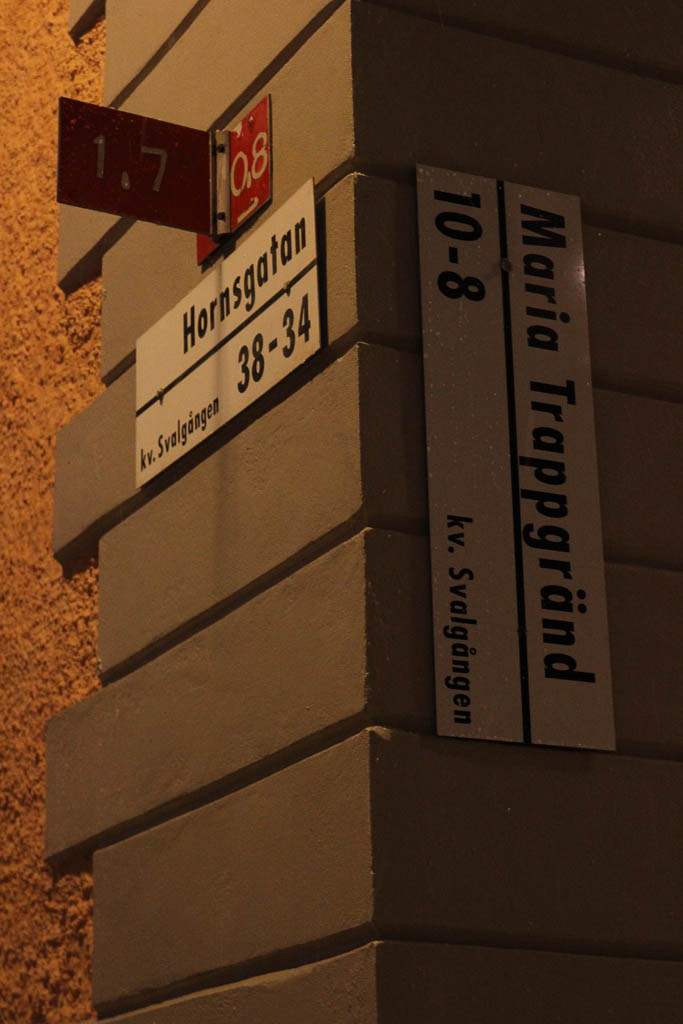 1,7
0,8
Hornsgatan
38-34
kv. Svalgången
Maria Trappgränd
10-8
kv. Svalgången